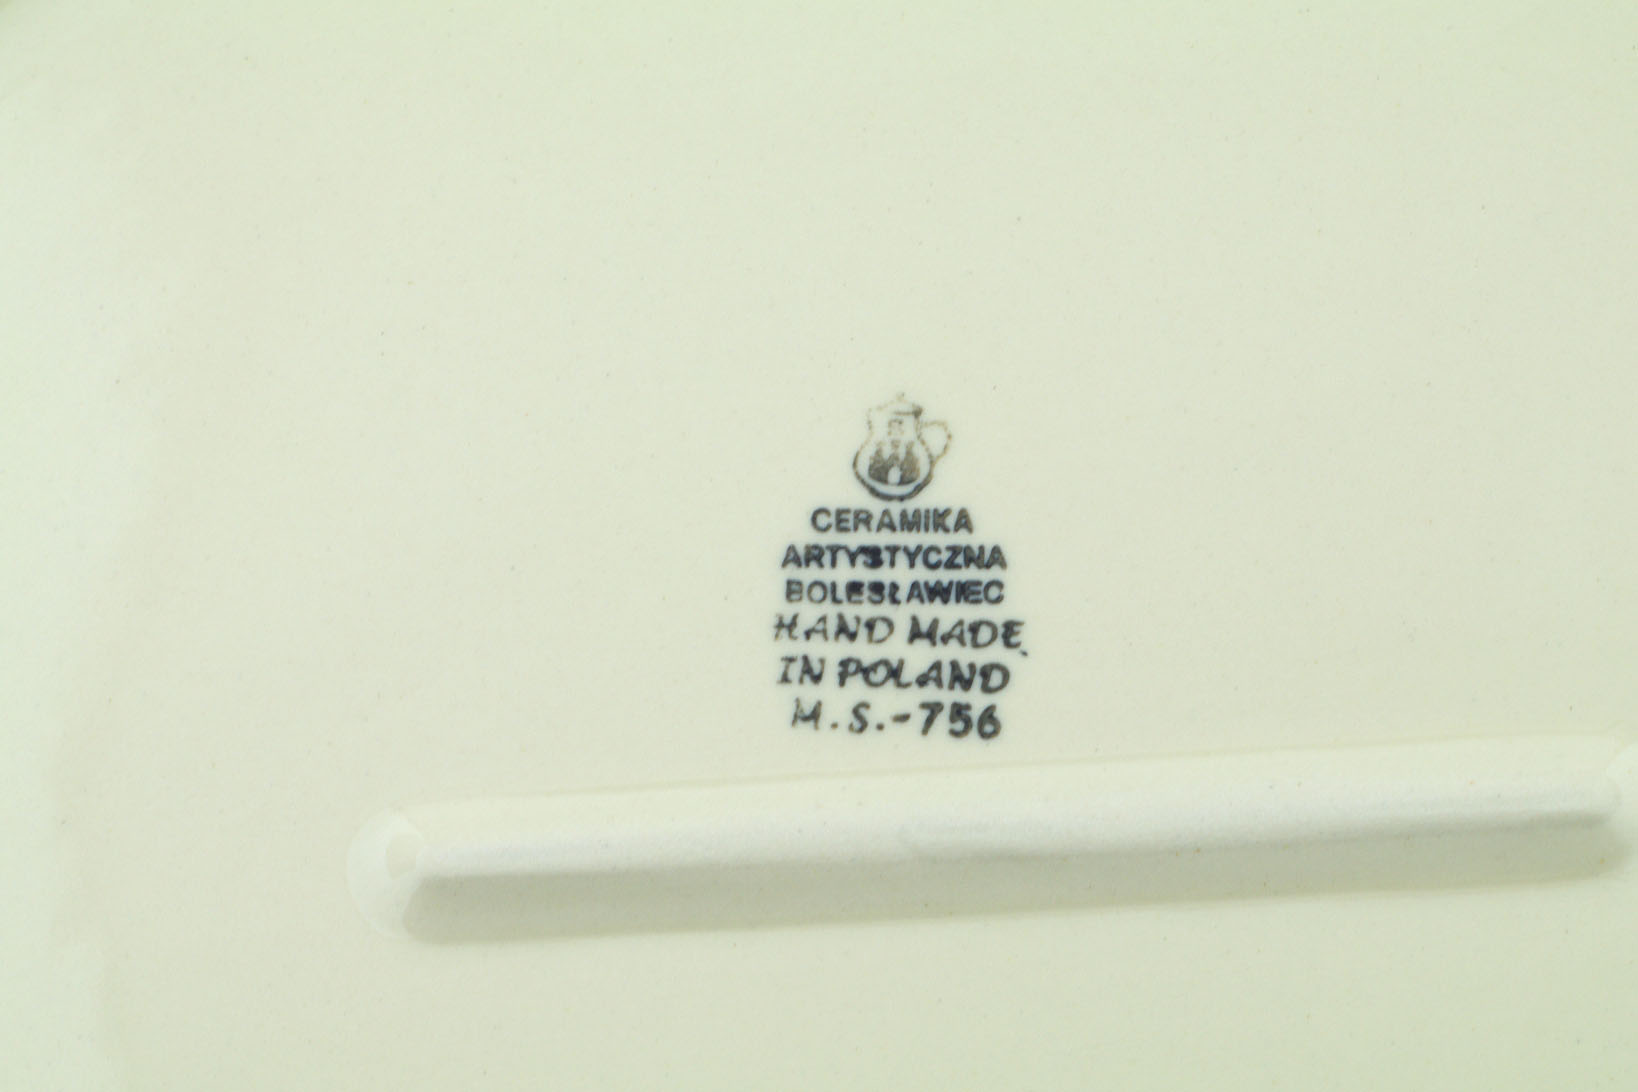 CERAMIKA
ARTYSTYCZNA
BOLESŁAWIEC
HAND MADE
IN POLAND
M.S.-756